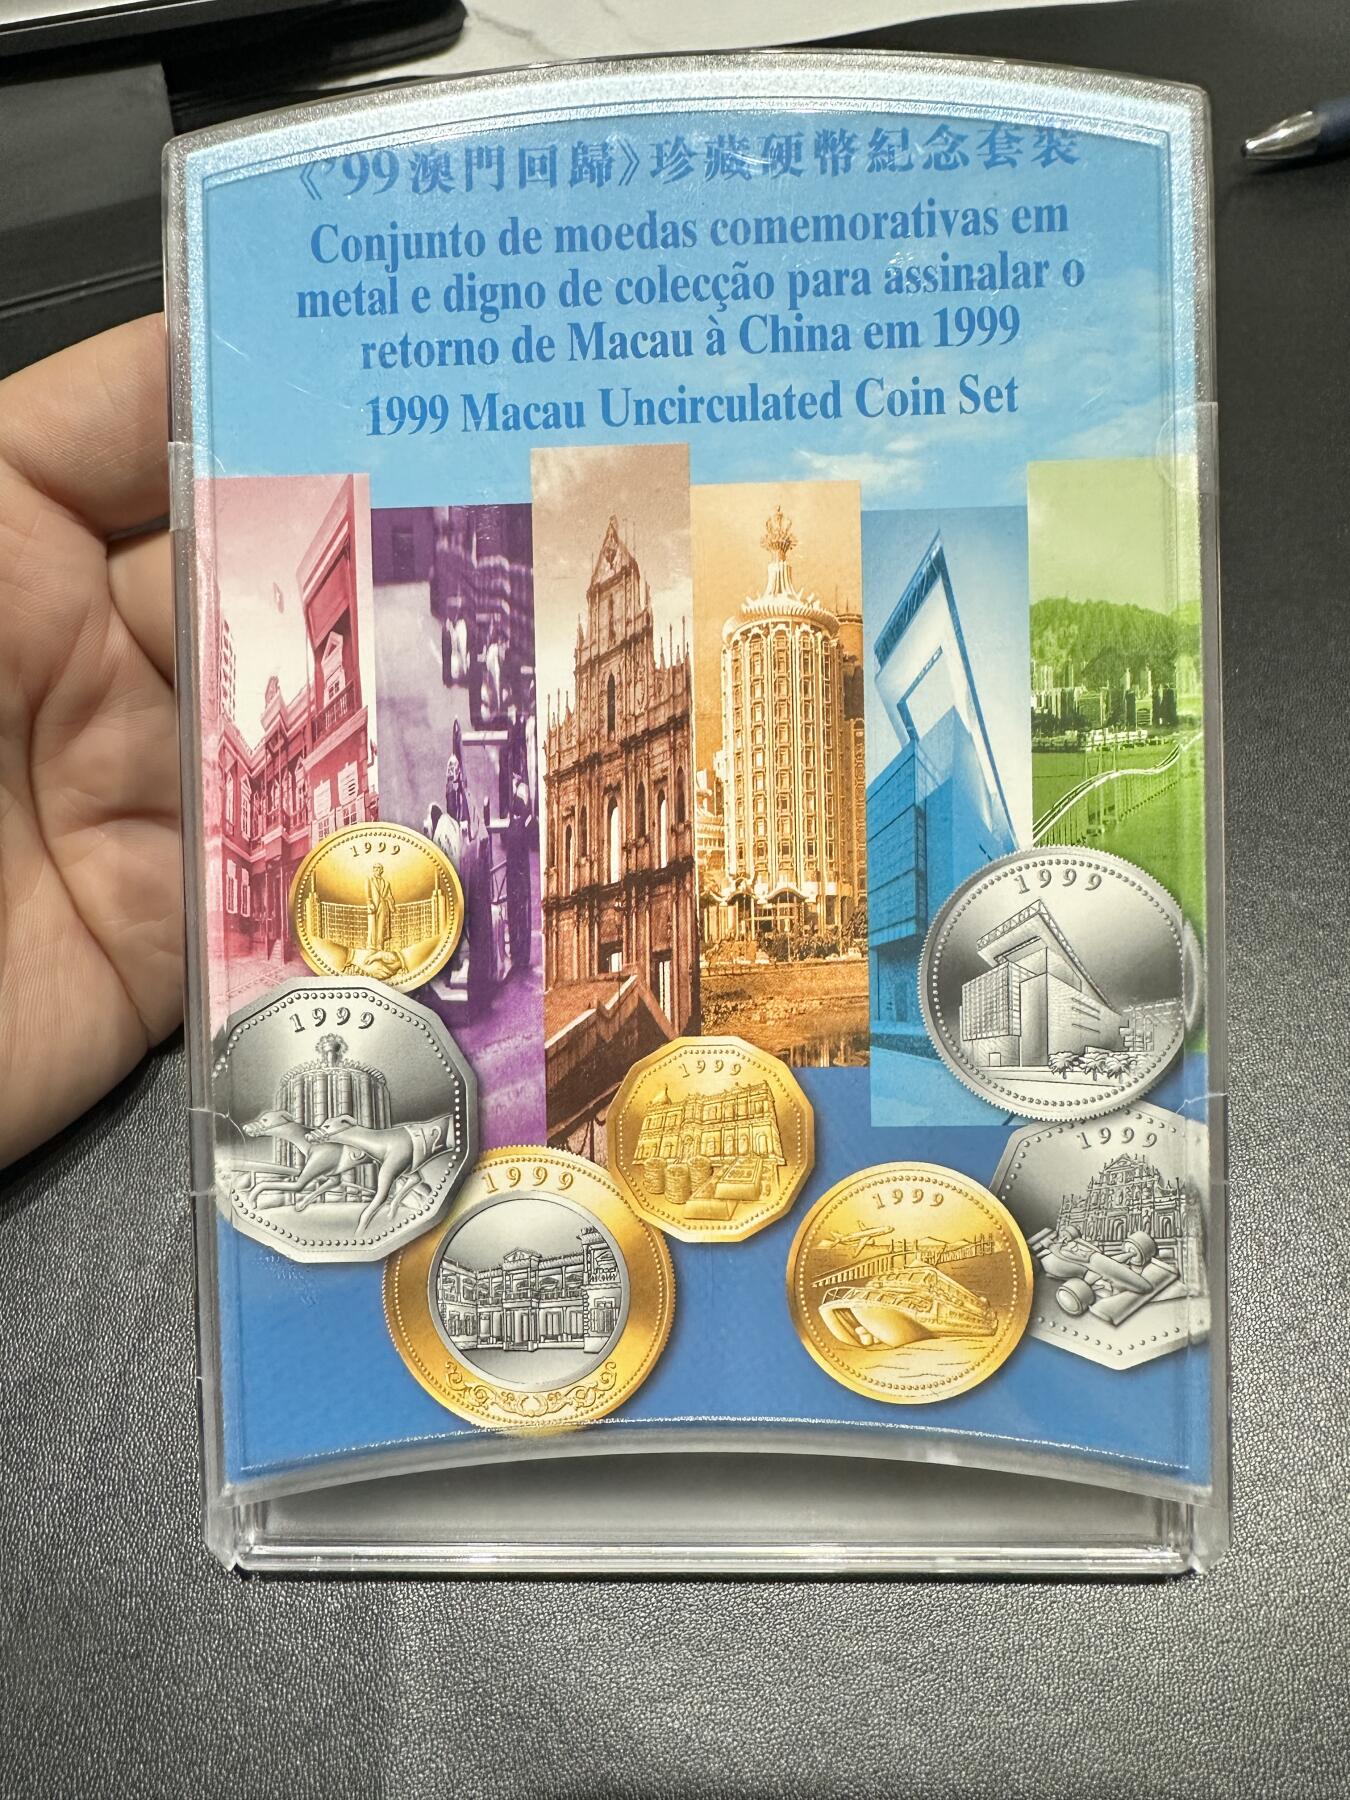 《'99澳門回歸》珍藏硬幣紀念套裝
Conjunto de moedas comemorativas em
metal e digno de colecção para assinalar o
retorno de Macau à China em 1999
1999 Macau Uncirculated Coin Set
1999
1999
1999
1999
1999
1999
1999
2